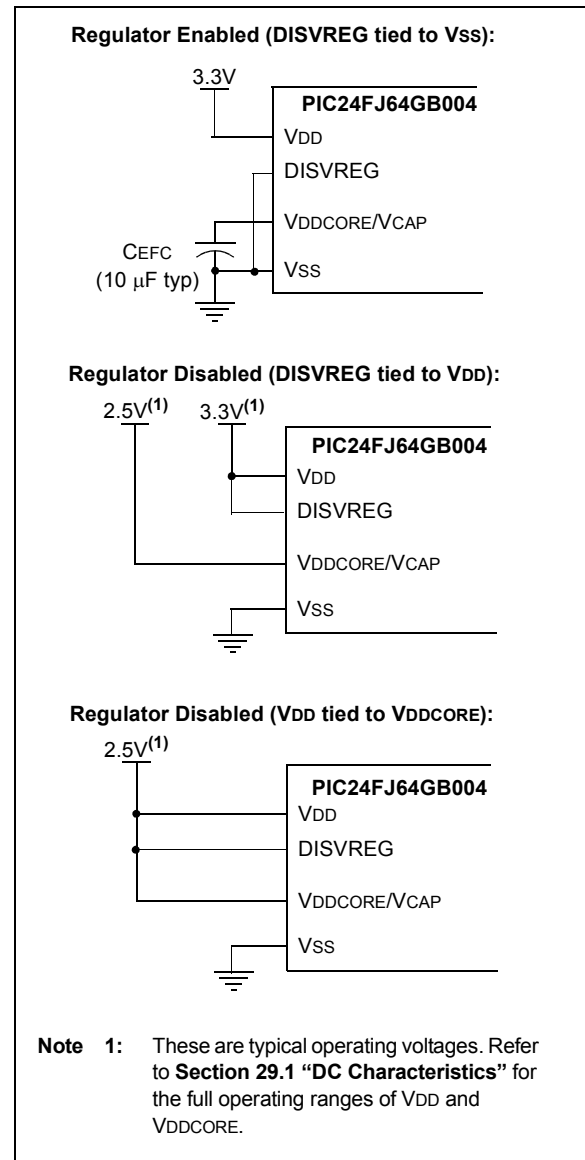 Regulator Enabled (DISVREG tied to VSS):
3.3V
PIC24FJ64GB004
VDD
DISVREG
VDDCORE/VCAP
CEFC
(10 μF typ)
VSS
Regulator Disabled (DISVREG tied to VDD):
2.5V(1) 3.3V(1)
PIC24FJ64GB004
VDD
DISVREG
VDDCORE/VCAP
VSS
Regulator Disabled (VDD tied to VDDCORE):
2.5V(1)
PIC24FJ64GB004
VDD
DISVREG
VDDCORE/VCAP
VSS
Note 1: These are typical operating voltages. Refer
to Section 29.1 “DC Characteristics” for
the full operating ranges of VDD and
VDDCORE.